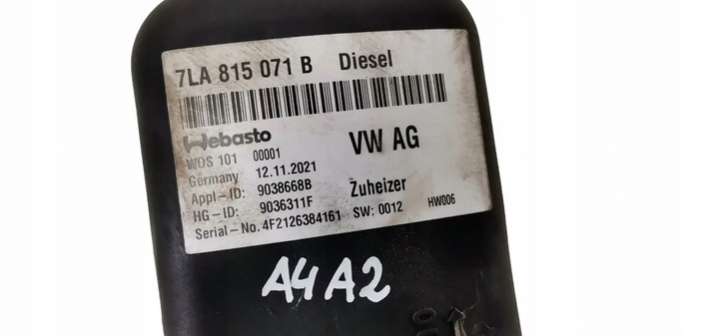 7LA 815 071 B Diesel
Webasto
VW AG
WDS 101 00001
Germany 12.11.2021
Appl-ID: 9038668B
Zuheizer
HG-ID: 9036311F
HW006
Serial-No. 4F2126384161 SW: 0012
A4A2